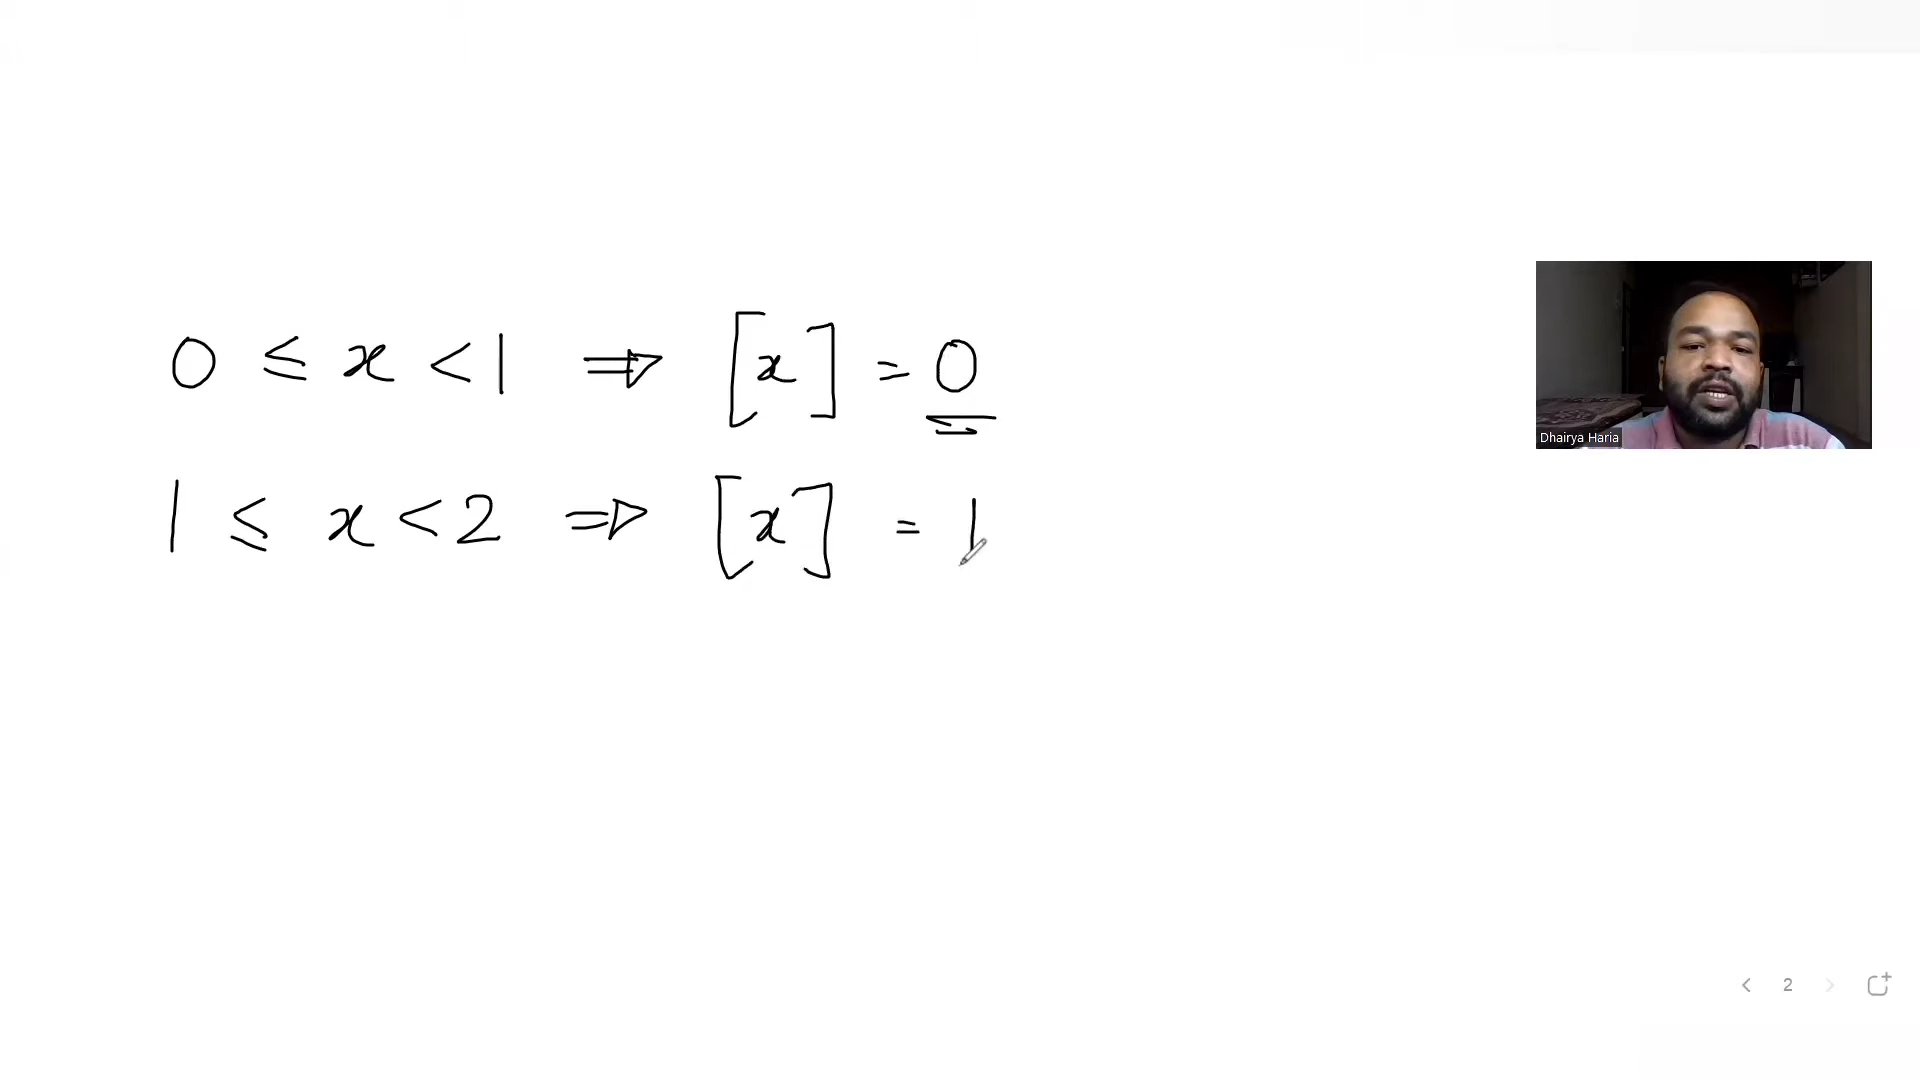 0 ≤ x < 1 ⇒ [x] = 0
Dhairya Haria
1 ≤ x < 2 ⇒ [x] = 1
2